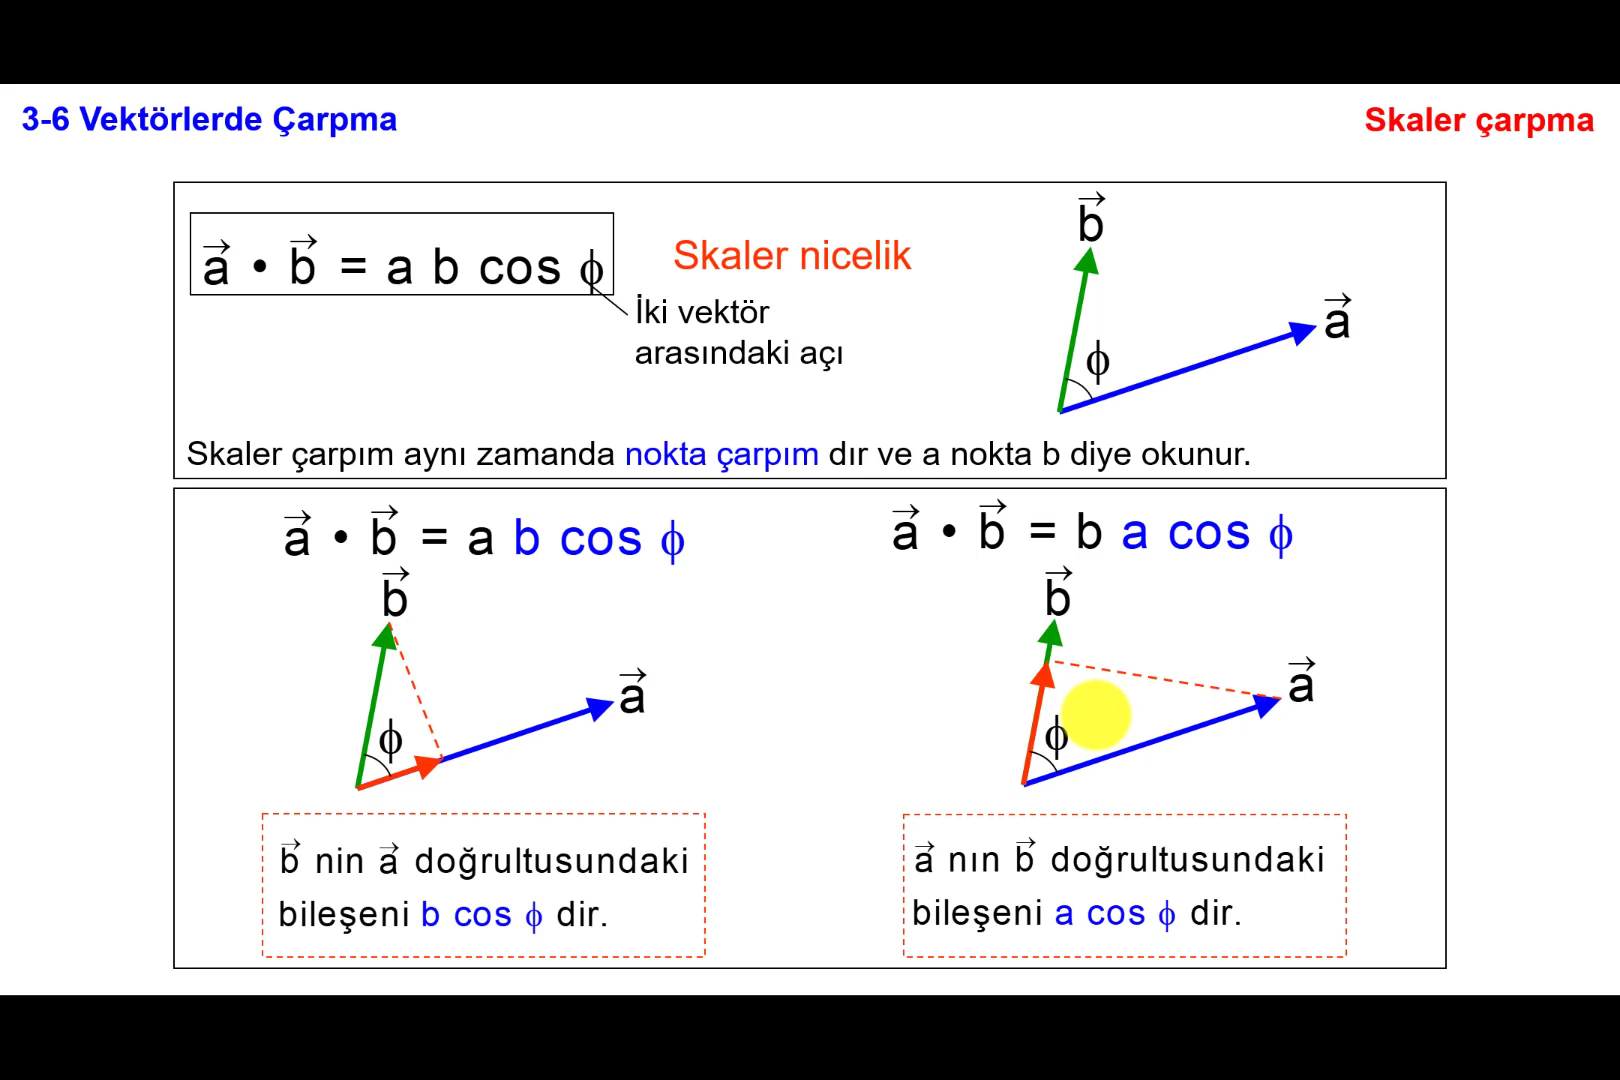 3-6 Vektörlerde Çarpma
Skaler çarpma
a⃗ • b⃗ = a b cos ϕ
Skaler nicelik
İki vektör
arasındaki açı
b⃗
a⃗
ϕ
Skaler çarpım aynı zamanda nokta çarpım dır ve a nokta b diye okunur.
a⃗ • b⃗ = a b cos ϕ
b⃗
a⃗
ϕ
b⃗ nin a⃗ doğrultusundaki
bileşeni b cos ϕ dir.
a⃗ • b⃗ = b a cos ϕ
b⃗
a⃗
ϕ
a⃗ nın b⃗ doğrultusundaki
bileşeni a cos ϕ dir.